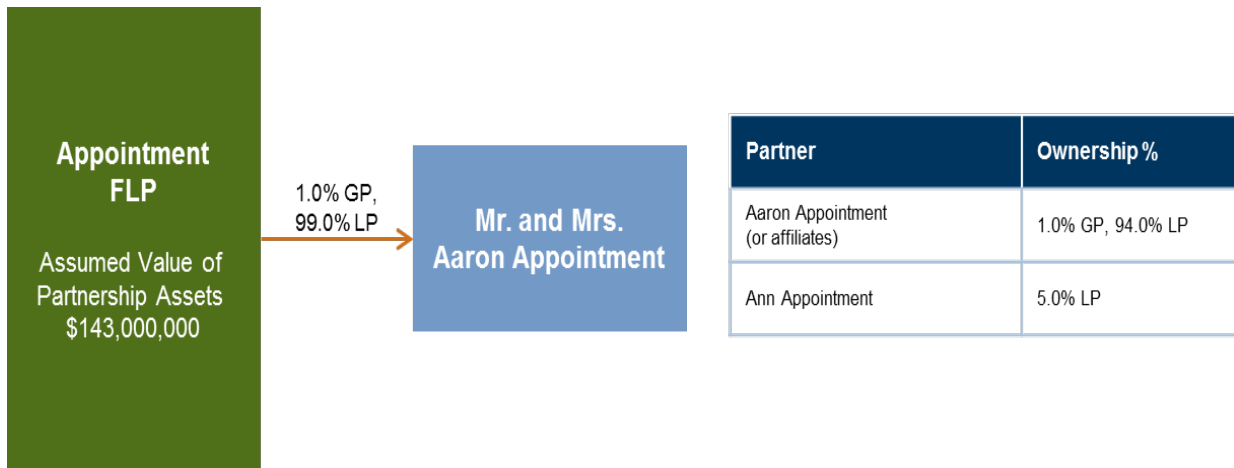 Appointment
FLP
Assumed Value of
Partnership Assets
$143,000,000
1.0% GP,
99.0% LP
Mr. and Mrs.
Aaron Appointment
Partner Ownership %
Aaron Appointment
(or affiliates) 1.0% GP, 94.0% LP
Ann Appointment 5.0% LP